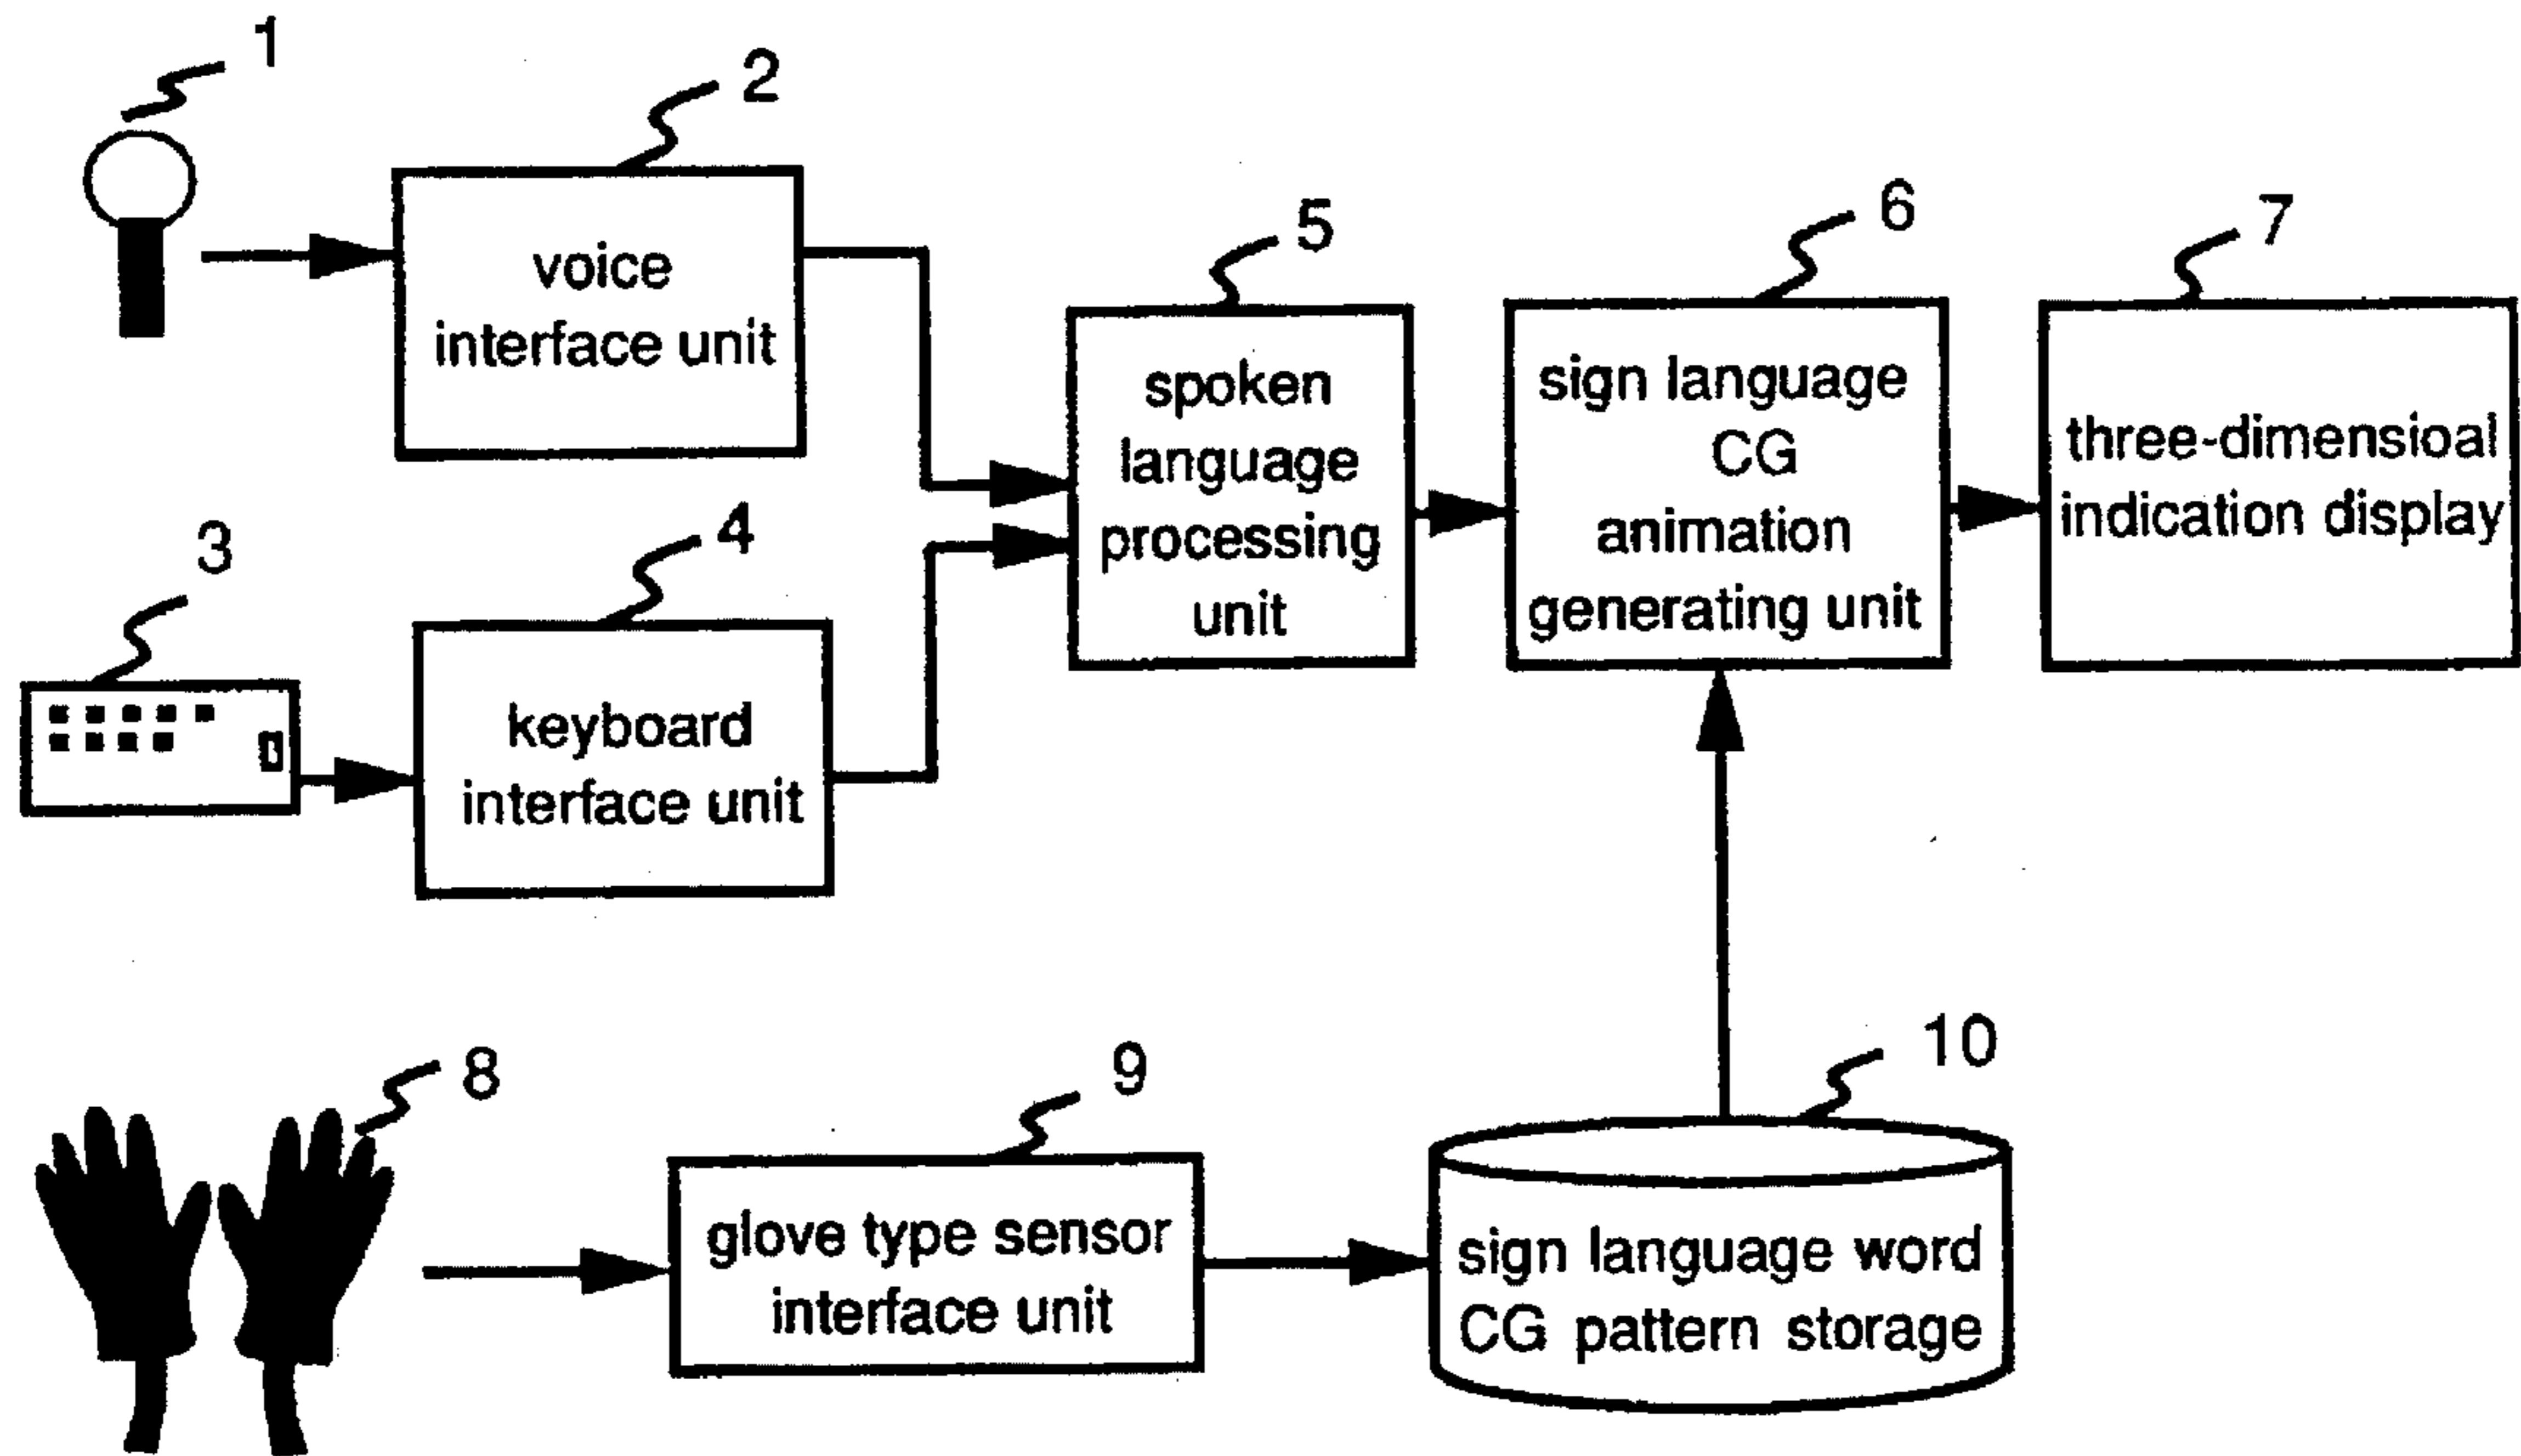 1
2
voice
interface unit
3
4
keyboard
interface unit
5
spoken
language
processing
unit
6
sign language
CG
animation
generating unit
7
three-dimensioal
indication display
8
9
glove type sensor
interface unit
10
sign language word
CG pattern storage